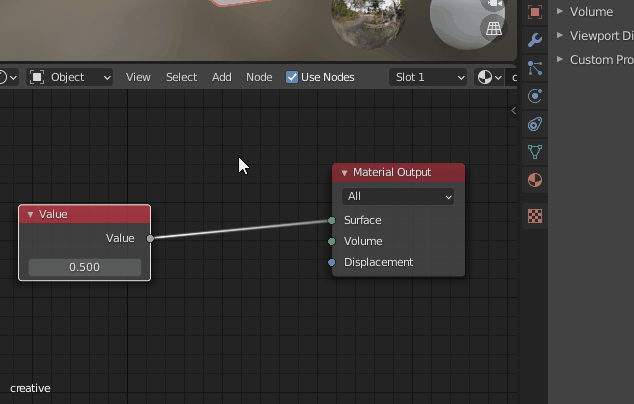 Volume
Viewport Di
Custom Pro
Object View Select Add Node Use Nodes Slot 1
Material Output
All
Value
Surface
Value
Volume
0.500
Displacement
creative